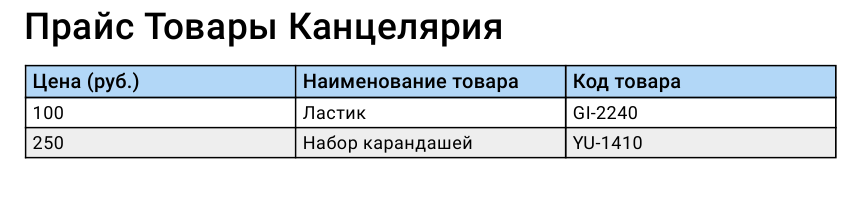 Прайс Товары Канцелярия
Цена (руб.) Наименование товара Код товара
100 Ластик GI-2240
250 Набор карандашей YU-1410